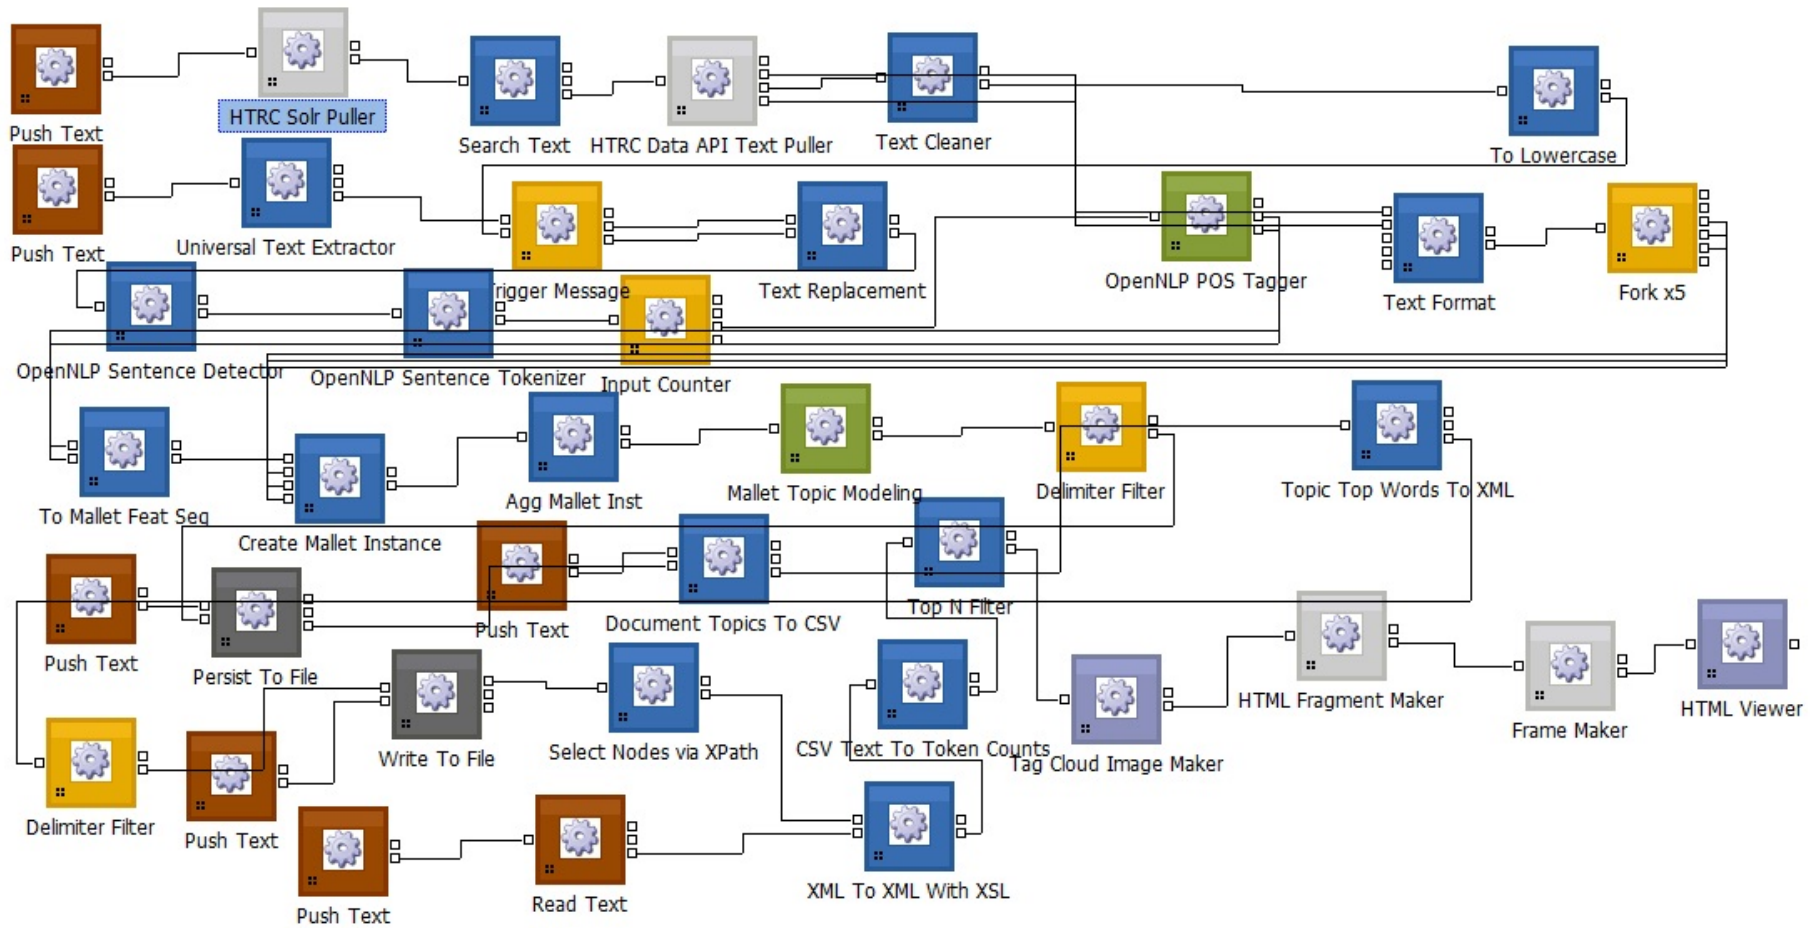 Push Text
HTRC Solr Puller
Search Text
HTRC Data API Text Puller
Text Cleaner
To Lowercase
Push Text
Universal Text Extractor
Trigger Message
Text Replacement
OpenNLP POS Tagger
Text Format
Fork x5
OpenNLP Sentence Detector
OpenNLP Sentence Tokenizer
Input Counter
To Mallet Feat Seq
Create Mallet Instance
Agg Mallet Inst
Mallet Topic Modeling
Delimiter Filter
Topic Top Words To XML
Push Text
Persist To File
Push Text
Document Topics To CSV
Top N Filter
HTML Fragment Maker
Frame Maker
HTML Viewer
Delimiter Filter
Push Text
Write To File
Select Nodes via XPath
CSV Text To Token Counts
Tag Cloud Image Maker
Push Text
Read Text
XML To XML With XSL